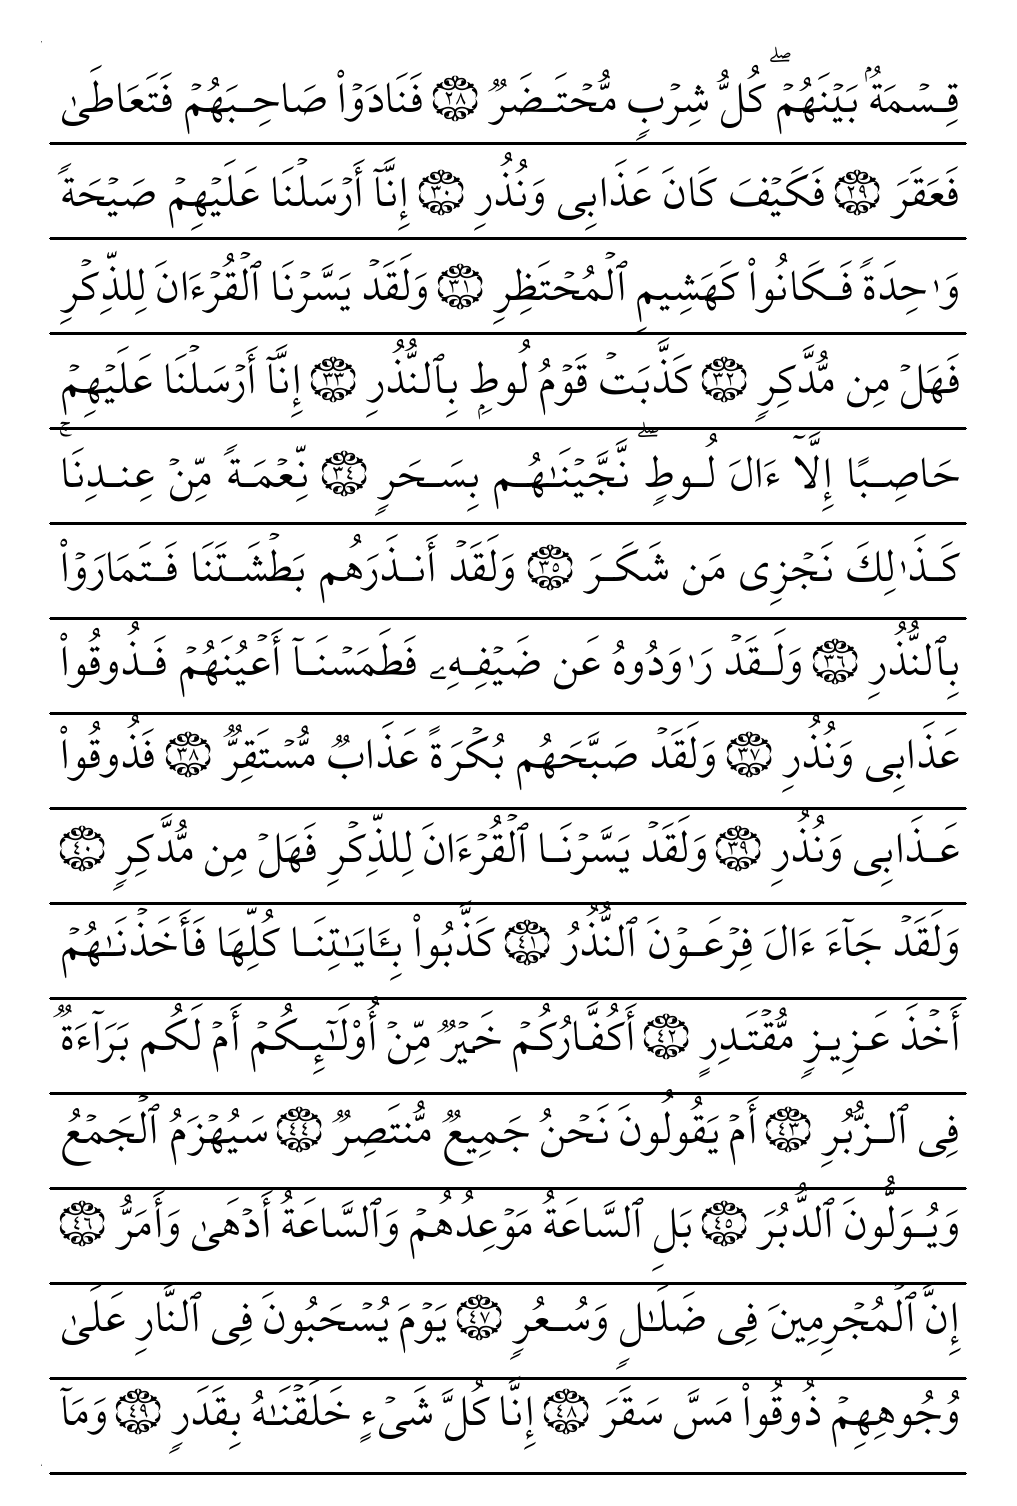 قِسْمَةٌۢ بَيْنَهُمْ ۖ كُلُّ شِرْبٍ مُّحْتَضَرٌ ٢٨ فَنَادَوْا۟ صَاحِبَهُمْ فَتَعَاطَىٰ
فَعَقَرَ ٢٩ فَكَيْفَ كَانَ عَذَابِى وَنُذُرِ ٣٠ إِنَّآ أَرْسَلْنَا عَلَيْهِمْ صَيْحَةً
وَٰحِدَةً فَكَانُوا۟ كَهَشِيمِ ٱلْمُحْتَظِرِ ٣١ وَلَقَدْ يَسَّرْنَا ٱلْقُرْءَانَ لِلذِّكْرِ
فَهَلْ مِن مُّدَّكِرٍ ٣٢ كَذَّبَتْ قَوْمُ لُوطٍۭ بِٱلنُّذُرِ ٣٣ إِنَّآ أَرْسَلْنَا عَلَيْهِمْ
حَاصِبًا إِلَّآ ءَالَ لُوطٍ ۖ نَّجَّيْنَـٰهُم بِسَحَرٍ ٣٤ نِّعْمَةً مِّنْ عِندِنَا ۚ
كَذَٰلِكَ نَجْزِى مَن شَكَرَ ٣٥ وَلَقَدْ أَنذَرَهُم بَطْشَتَنَا فَتَمَارَوْا۟
بِٱلنُّذُرِ ٣٦ وَلَقَدْ رَٰوَدُوهُ عَن ضَيْفِهِۦ فَطَمَسْنَآ أَعْيُنَهُمْ فَذُوقُوا۟
عَذَابِى وَنُذُرِ ٣٧ وَلَقَدْ صَبَّحَهُم بُكْرَةً عَذَابٌ مُّسْتَقِرٌّ ٣٨ فَذُوقُوا۟
عَذَابِى وَنُذُرِ ٣٩ وَلَقَدْ يَسَّرْنَا ٱلْقُرْءَانَ لِلذِّكْرِ فَهَلْ مِن مُّدَّكِرٍ ٤٠
وَلَقَدْ جَآءَ ءَالَ فِرْعَوْنَ ٱلنُّذُرُ ٤١ كَذَّبُوا۟ بِـَٔايَـٰتِنَا كُلِّهَا فَأَخَذْنَـٰهُمْ
أَخْذَ عَزِيزٍ مُّقْتَدِرٍ ٤٢ أَكُفَّارُكُمْ خَيْرٌ مِّنْ أُو۟لَـٰٓئِكُمْ أَمْ لَكُم بَرَآءَةٌ
فِى ٱلزُّبُرِ ٤٣ أَمْ يَقُولُونَ نَحْنُ جَمِيعٌ مُّنتَصِرٌ ٤٤ سَيُهْزَمُ ٱلْجَمْعُ
وَيُوَلُّونَ ٱلدُّبُرَ ٤٥ بَلِ ٱلسَّاعَةُ مَوْعِدُهُمْ وَٱلسَّاعَةُ أَدْهَىٰ وَأَمَرُّ ٤٦
إِنَّ ٱلْمُجْرِمِينَ فِى ضَلَـٰلٍ وَسُعُرٍ ٤٧ يَوْمَ يُسْحَبُونَ فِى ٱلنَّارِ عَلَىٰ
وُجُوهِهِمْ ذُوقُوا۟ مَسَّ سَقَرَ ٤٨ إِنَّا كُلَّ شَىْءٍ خَلَقْنَـٰهُ بِقَدَرٍ ٤٩ وَمَآ